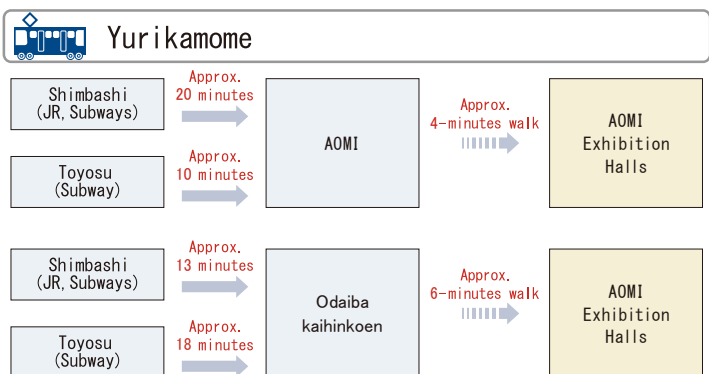 Yurikamome
Shimbashi
(JR, Subways)
Approx.
20 minutes
Toyosu
(Subway)
Approx.
10 minutes
AOMI
Approx.
4-minutes walk
AOMI
Exhibition
Halls
Shimbashi
(JR, Subways)
Approx.
13 minutes
Toyosu
(Subway)
Approx.
18 minutes
Odaiba
kaihinkoen
Approx.
6-minutes walk
AOMI
Exhibition
Halls